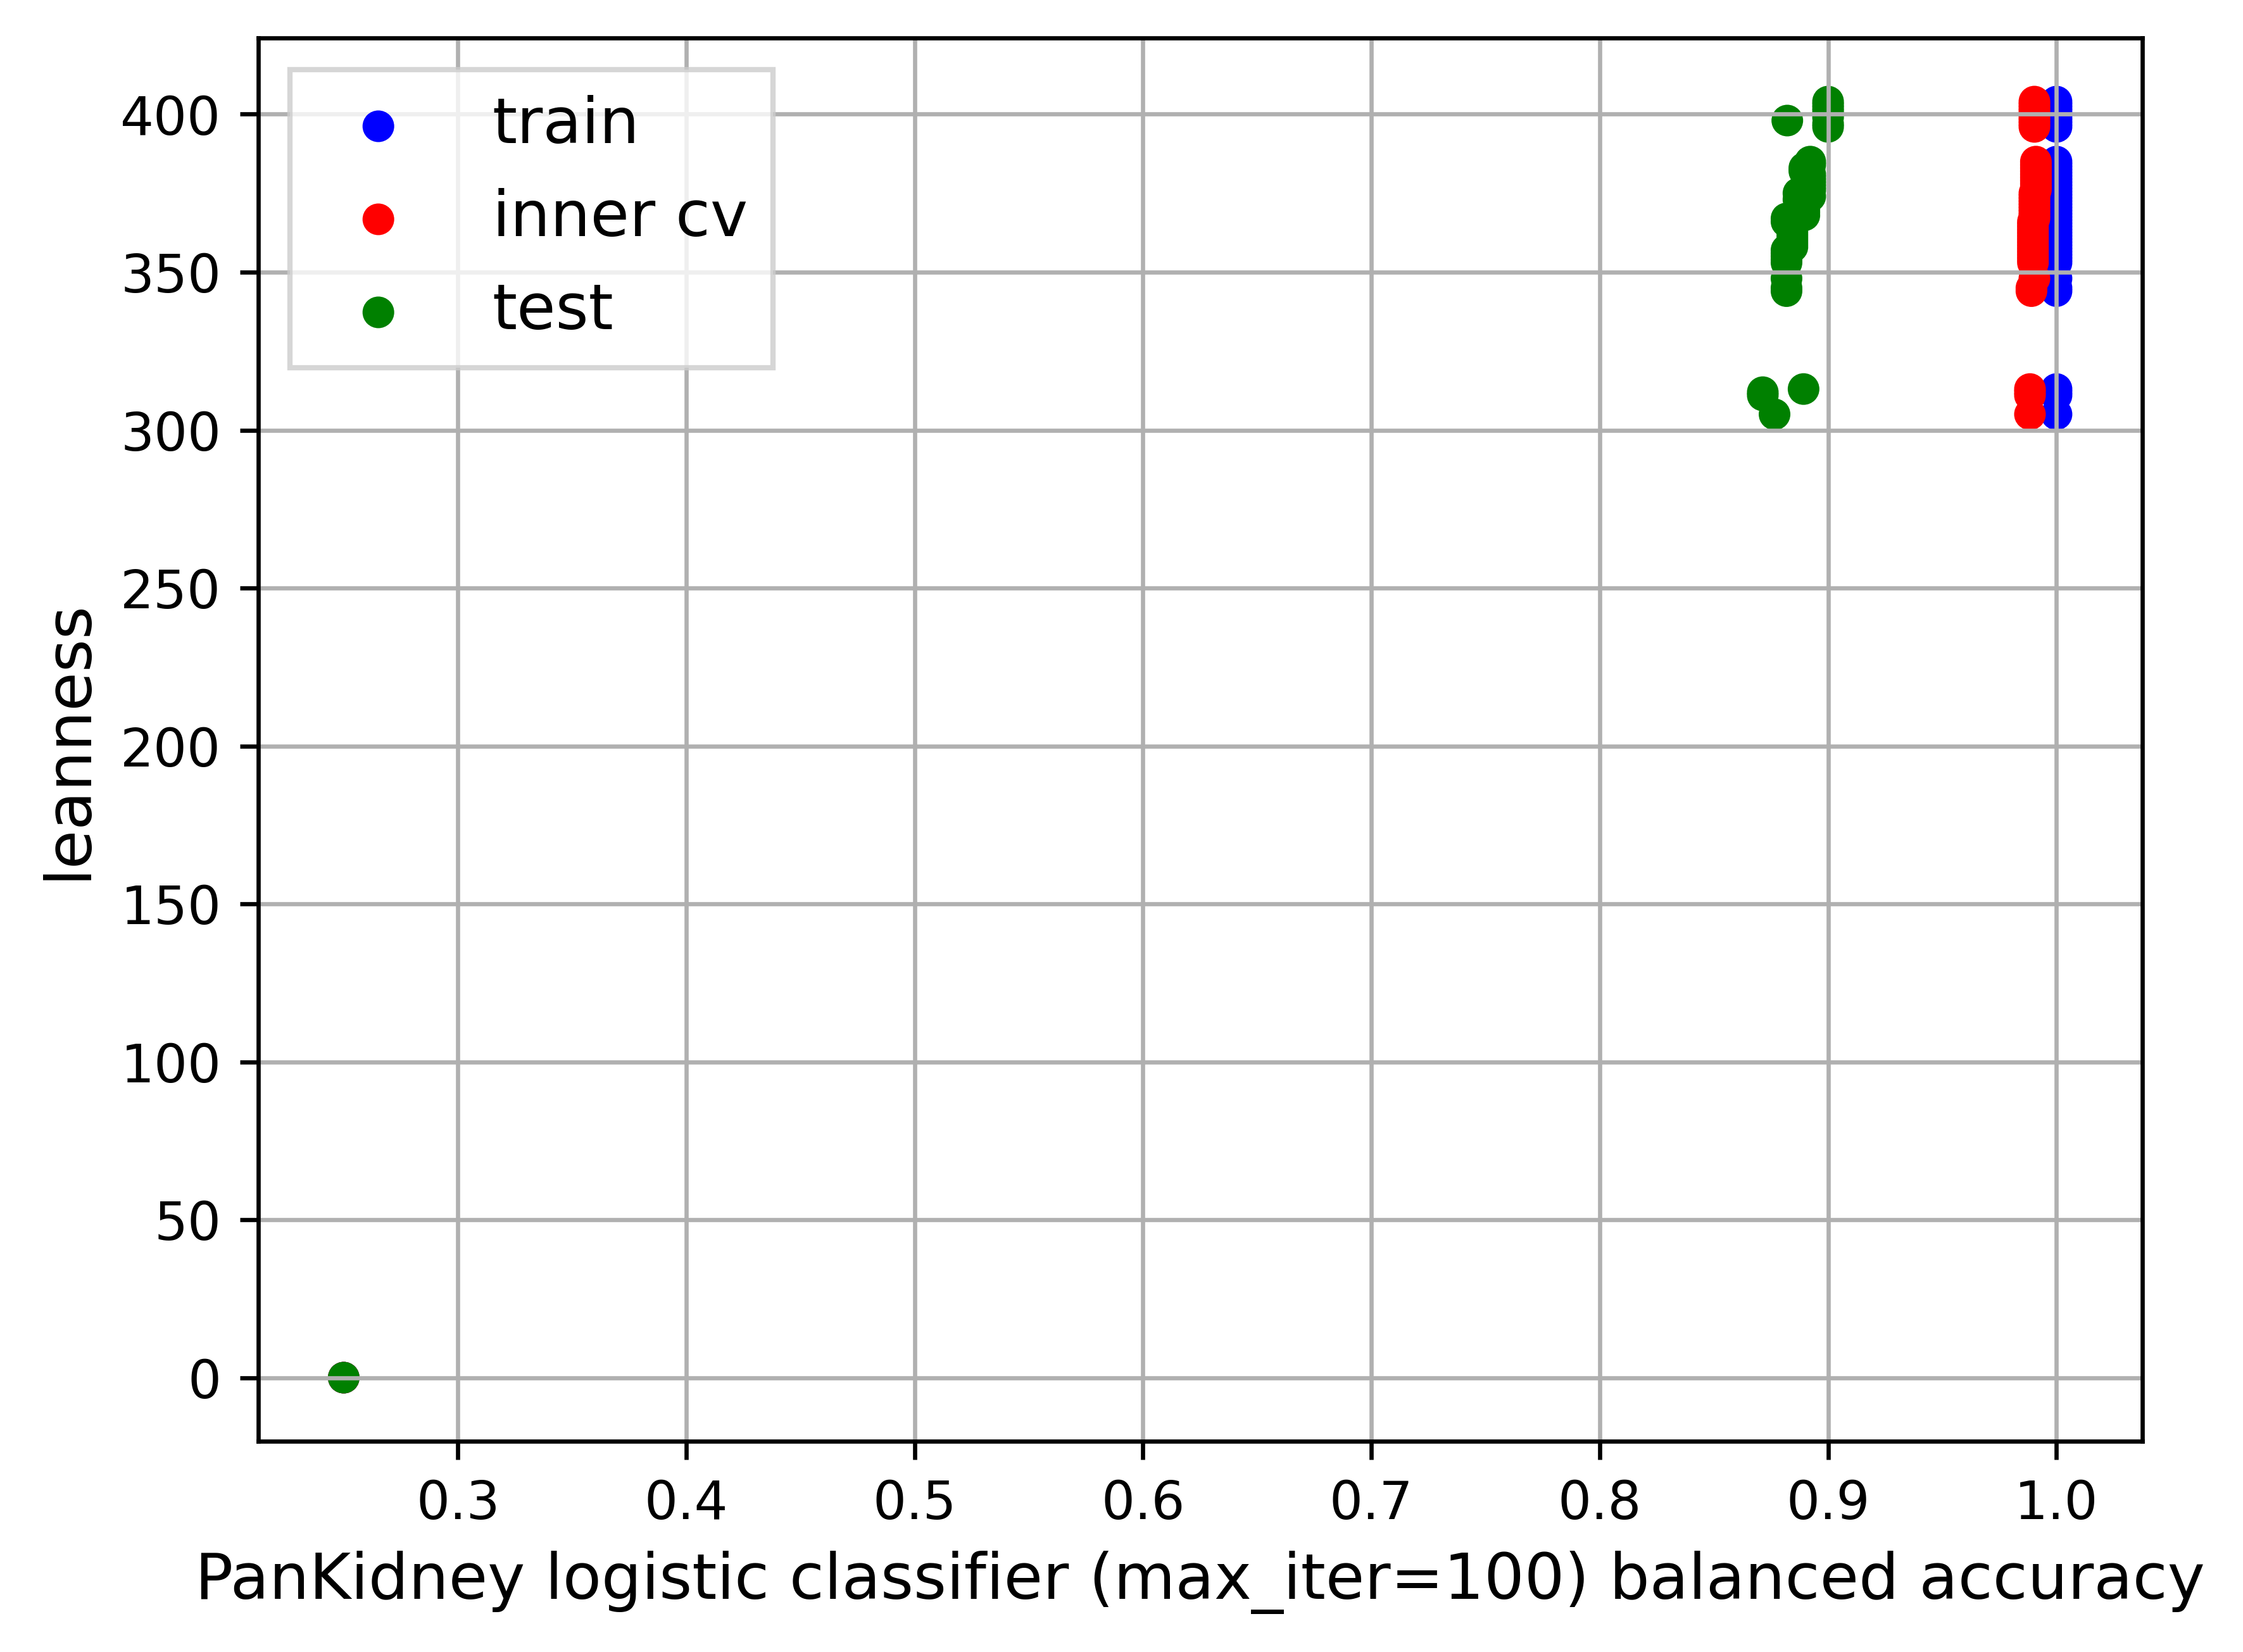 train
inner cv
test
400
350
300
250
200
150
100
50
0
leanness
0.3 0.4 0.5 0.6 0.7 0.8 0.9 1.0
PanKidney logistic classifier (max_iter=100) balanced accuracy